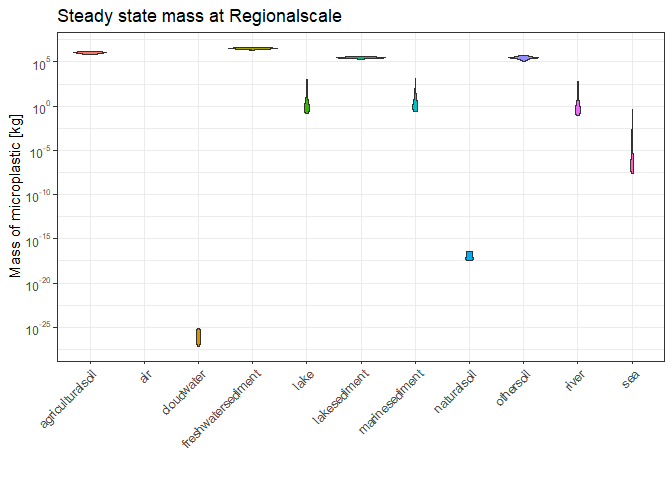 Steady state mass at Regionalscale
Mass of microplastic [kg]
10^5
10^0
10^-5
10^-10
10^-15
10^-20
10^-25
agriculturalsoil
air
cloudwater
freshwatersediment
lake
lakesediment
marinesediment
naturalsoil
othersoil
river
sea